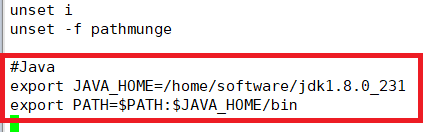 unset i
unset -f pathmunge
#Java
export JAVA_HOME=/home/software/jdk1.8.0_231
export PATH=$PATH:$JAVA_HOME/bin